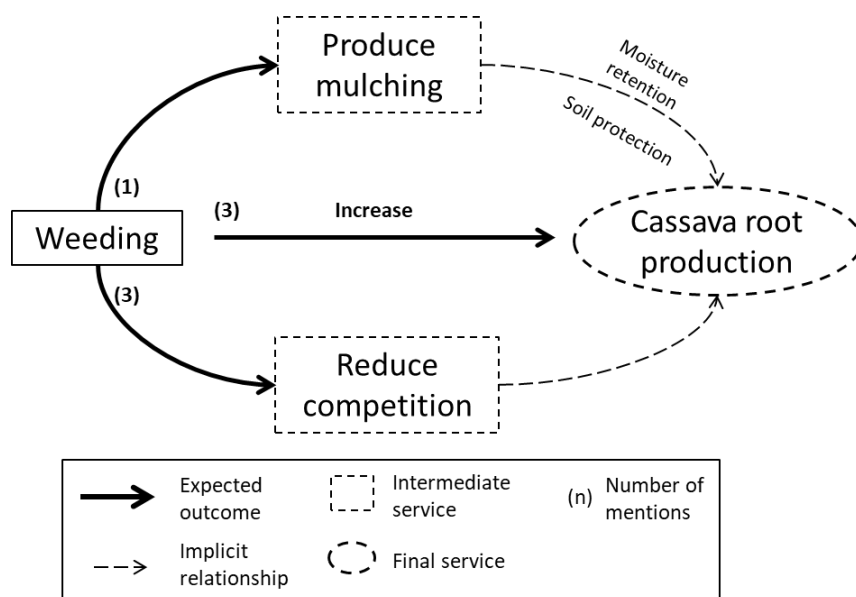 Produce
mulching
Moisture
retention
Soil protection
(1)
Weeding
(3)
Increase
Cassava root
production
(3)
Reduce
competition
Expected
outcome
Intermediate
service
(n)
Number of
mentions
Implicit
relationship
Final service